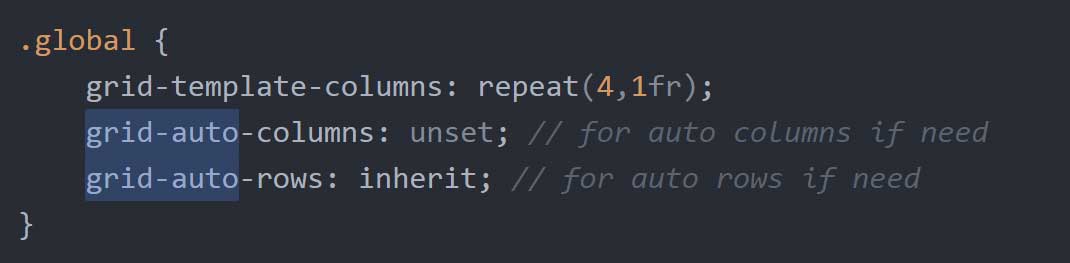 .global {
    grid-template-columns: repeat(4,1fr);
    grid-auto-columns: unset; // for auto columns if need
    grid-auto-rows: inherit; // for auto rows if need
}